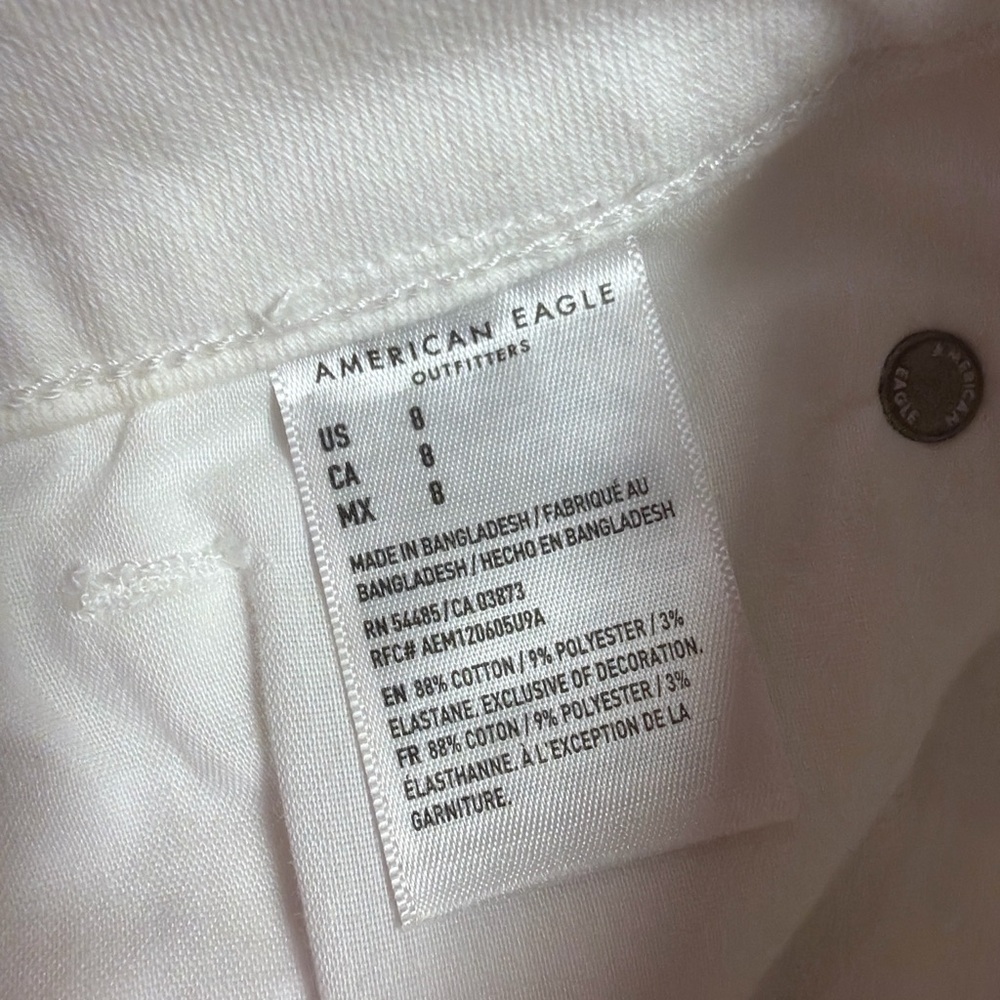 AMERICAN EAGLE
OUTFITTERS
US 8
CA 8
MX 8
MADE IN BANGLADESH / FABRIQUÉ AU
BANGLADESH / HECHO EN BANGLADESH
RN 54485 / CA 03873
RFC# AEM120605U9A
EN 88% COTTON / 9% POLYESTER / 3%
ELASTANE. EXCLUSIVE OF DECORATION.
FR 88% COTON / 9% POLYESTER / 3%
ÉLASTHANNE. À L'EXCEPTION DE LA
GARNITURE.
AMERICAN
EAGLE